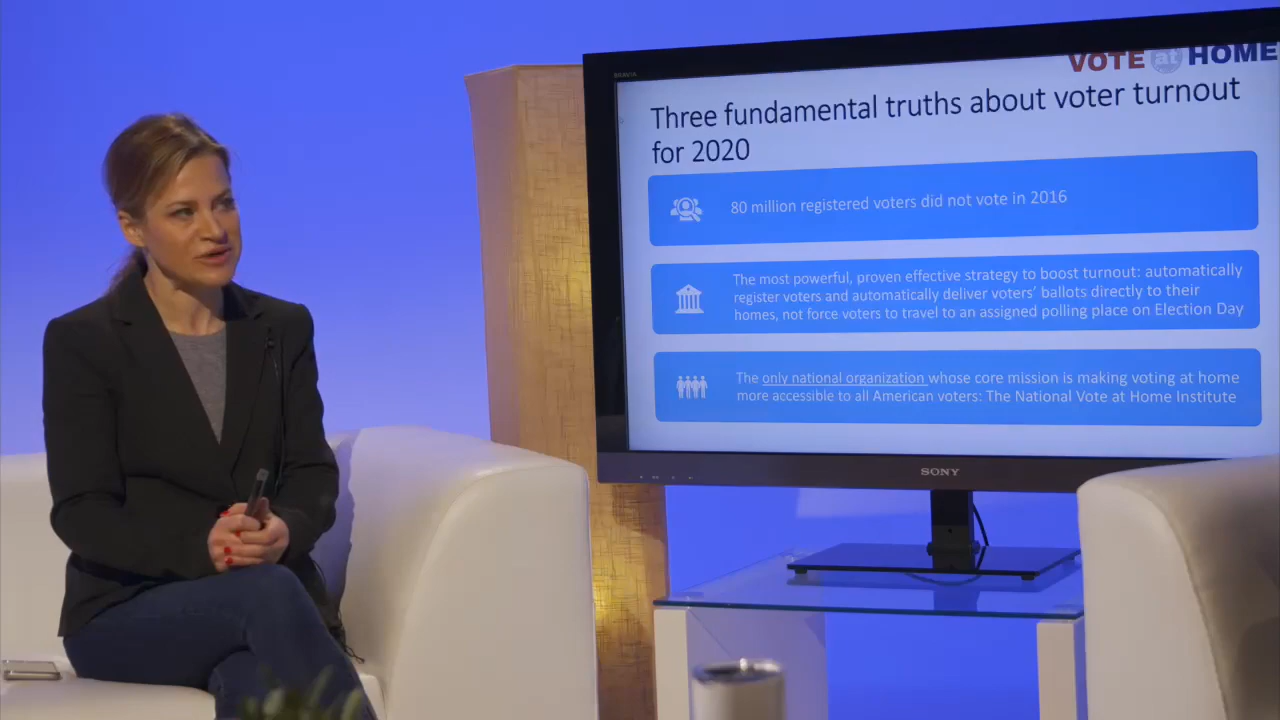 BRAVIA
VOTE at HOME
Three fundamental truths about voter turnout
for 2020
80 million registered voters did not vote in 2016
The most powerful, proven effective strategy to boost turnout: automatically
register voters and automatically deliver voters' ballots directly to their
homes, not force voters to travel to an assigned polling place on Election Day
The only national organization whose core mission is making voting at home
more accessible to all American voters: The National Vote at Home Institute
SONY